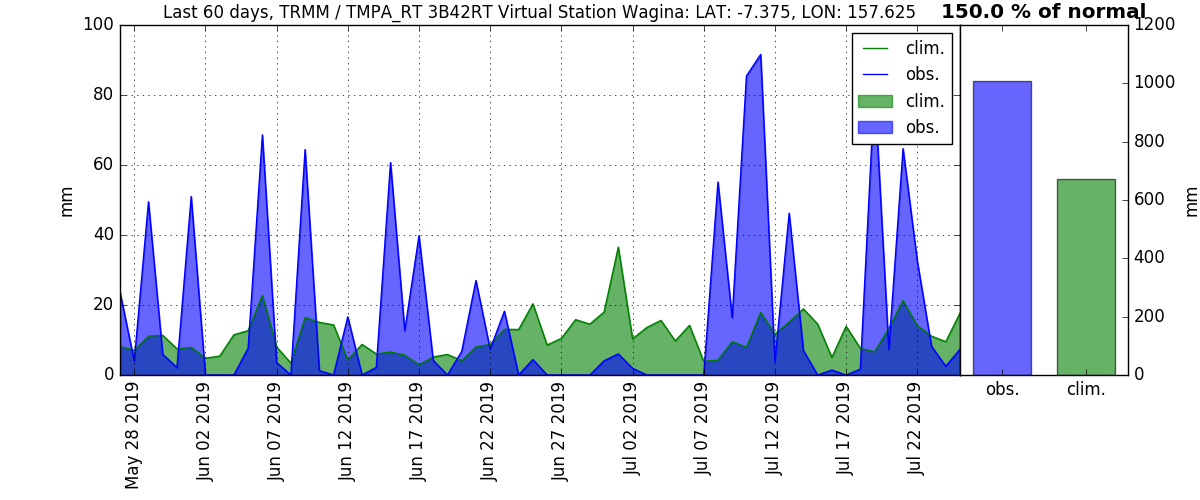 Last 60 days, TRMM / TMPA_RT 3B42RT Virtual Station Wagina: LAT: -7.375, LON: 157.625
150.0 % of normal
100
80
60
40
20
0
mm
clim.
obs.
clim.
obs.
1200
1000
800
600
400
200
0
mm
May 28 2019
Jun 02 2019
Jun 07 2019
Jun 12 2019
Jun 17 2019
Jun 22 2019
Jun 27 2019
Jul 02 2019
Jul 07 2019
Jul 12 2019
Jul 17 2019
Jul 22 2019
obs.
clim.